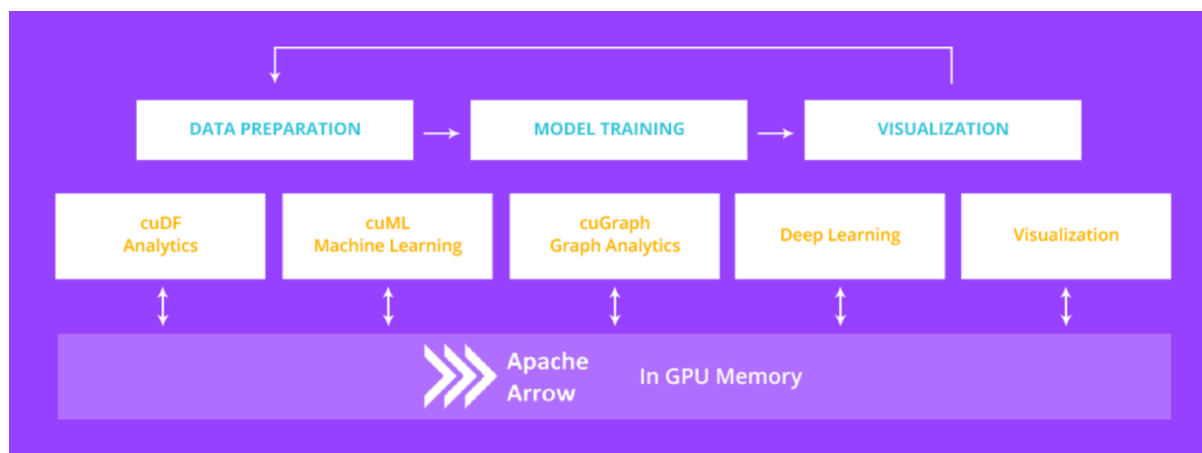 DATA PREPARATION
MODEL TRAINING
VISUALIZATION
cuDF
Analytics
cuML
Machine Learning
cuGraph
Graph Analytics
Deep Learning
Visualization
Apache
Arrow
In GPU Memory